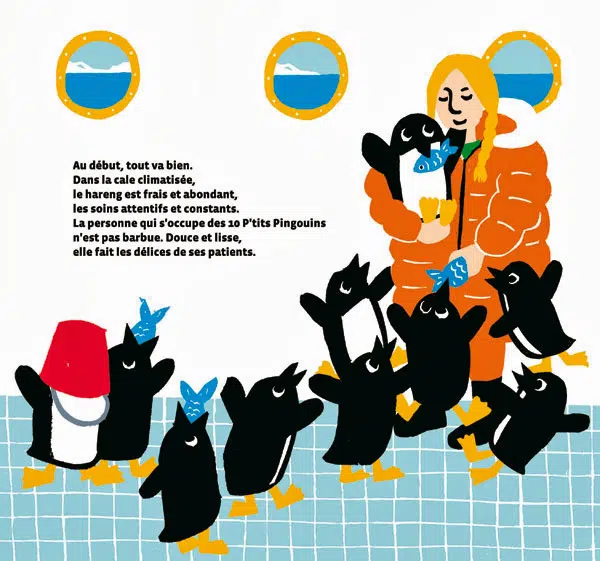 Au début, tout va bien.
Dans la cale climatisée,
le hareng est frais et abondant,
les soins attentifs et constants.
La personne qui s'occupe des 10 P'tits Pingouins
n'est pas barbue. Douce et lisse,
elle fait les délices de ses patients.